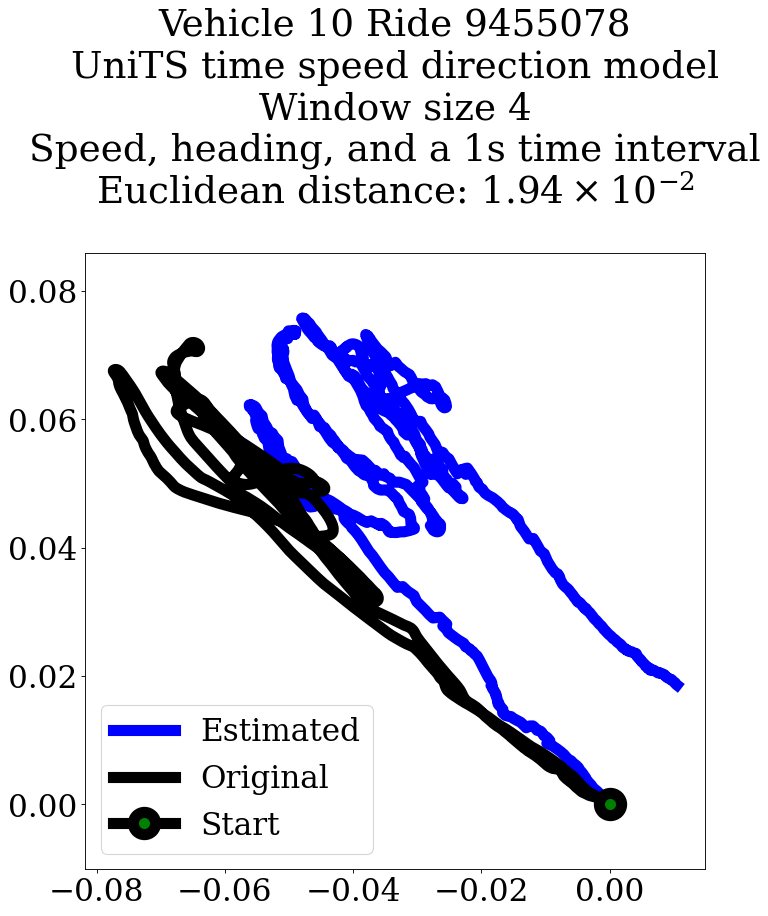 Vehicle 10 Ride 9455078
UniTS time speed direction model
Window size 4
Speed, heading, and a 1s time interval
Euclidean distance: 1.94 × 10⁻²
0.08
0.06
0.04
0.02
0.00
Estimated
Original
Start
−0.08 −0.06 −0.04 −0.02 0.00